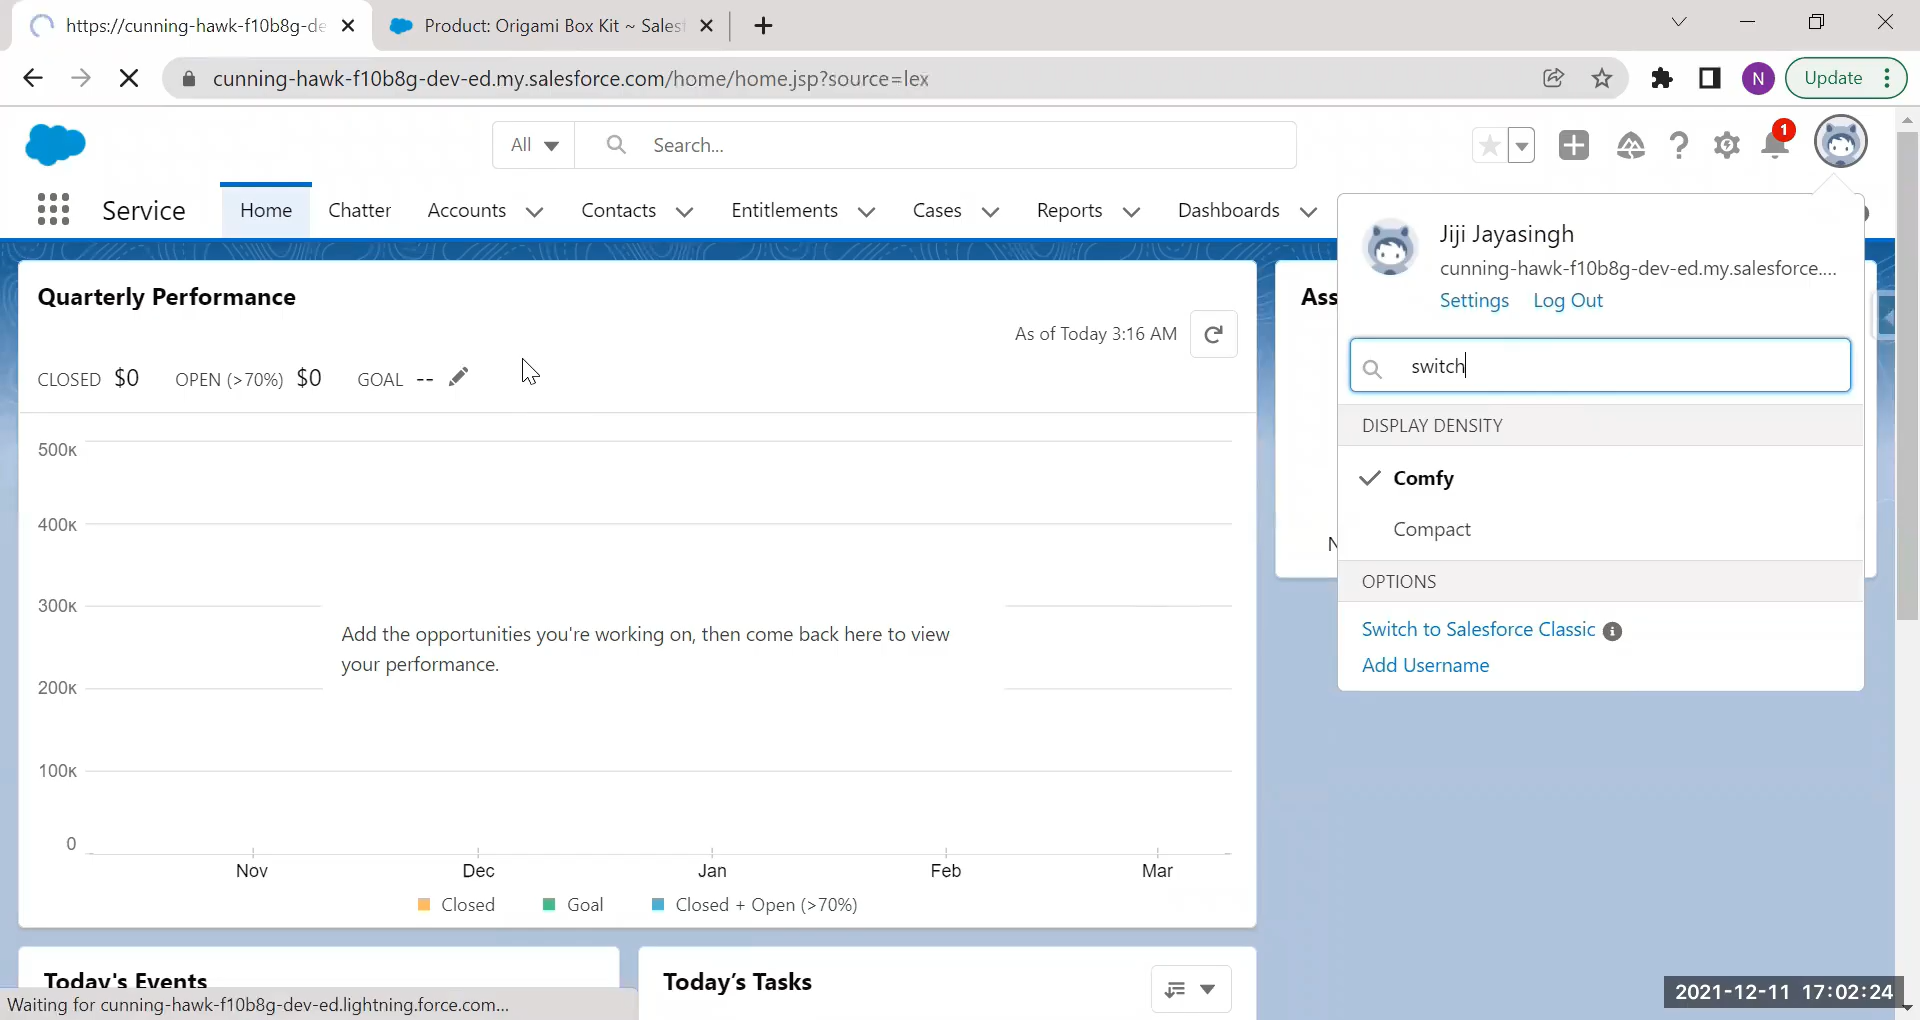 https://cunning-hawk-f10b8g-de
Product: Origami Box Kit ~ Sales
cunning-hawk-f10b8g-dev-ed.my.salesforce.com/home/home.jsp?source=lex
N
Update
All
Search...
1
Service
Home
Chatter
Accounts
Contacts
Entitlements
Cases
Reports
Dashboards
Jiji Jayasingh
cunning-hawk-f10b8g-dev-ed.my.salesforce....
Settings Log Out
switch
DISPLAY DENSITY
Comfy
Compact
OPTIONS
Switch to Salesforce Classic
Add Username
Quarterly Performance
As of Today 3:16 AM
CLOSED $0 OPEN (>70%) $0 GOAL --
Ass
N
500K
400K
300K
200K
100K
0
Add the opportunities you're working on, then come back here to view
your performance.
Nov Dec Jan Feb Mar
Closed Goal Closed + Open (>70%)
Today's Events
Today's Tasks
Waiting for cunning-hawk-f10b8g-dev-ed.lightning.force.com...
2021-12-11 17:02:24